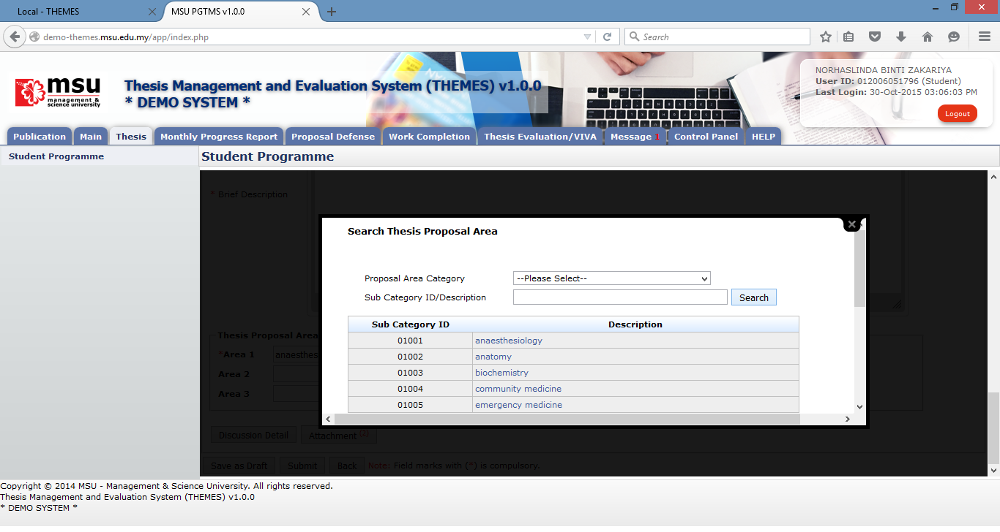 Local - THEMES
MSU PGTMS v1.0.0
demo-themes.msu.edu.my/app/index.php
Search
msu
management &
science university
Thesis Management and Evaluation System (THEMES) v1.0.0
* DEMO SYSTEM *
NORHASLINDA BINTI ZAKARIYA
User ID: 012006051796 (Student)
Last Login: 30-Oct-2015 03:06:03 PM
Logout
Publication Main Thesis Monthly Progress Report Proposal Defense Work Completion Thesis Evaluation/VIVA Message 1 Control Panel HELP
Student Programme
Student Programme
* Brief Description
Search Thesis Proposal Area
Proposal Area Category --Please Select--
Sub Category ID/Description Search
Sub Category ID Description
01001 anaesthesiology
01002 anatomy
01003 biochemistry
01004 community medicine
01005 emergency medicine
Thesis Proposal Area
*Area 1 anaesthes
Area 2
Area 3
Discussion Detail Attachment (2)
Save as Draft Submit Back Note: Field marks with (*) is compulsory.
Copyright © 2014 MSU - Management & Science University. All rights reserved.
Thesis Management and Evaluation System (THEMES) v1.0.0
* DEMO SYSTEM *